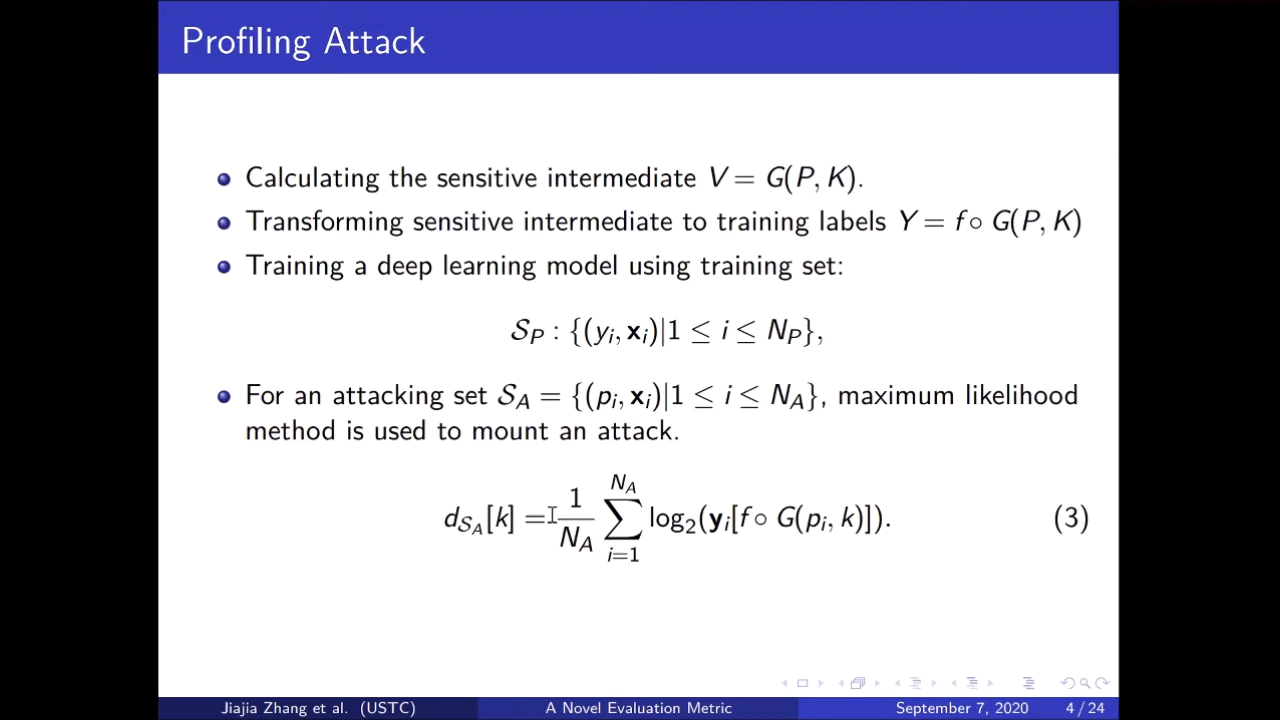 Profiling Attack
Calculating the sensitive intermediate V = G(P, K).
Transforming sensitive intermediate to training labels Y = f ∘ G(P, K)
Training a deep learning model using training set:
𝒮_P : {(y_i, 𝐱_i)|1 ≤ i ≤ N_P},
For an attacking set 𝒮_A = {(p_i, 𝐱_i)|1 ≤ i ≤ N_A}, maximum likelihood
method is used to mount an attack.
d_{𝒮_A}[k] = \frac{1}{N_A} \sum_{i=1}^{N_A} log_2(𝐲_i[f ∘ G(p_i, k)]). (3)
Jiajia Zhang et al. (USTC) A Novel Evaluation Metric September 7, 2020 4 / 24